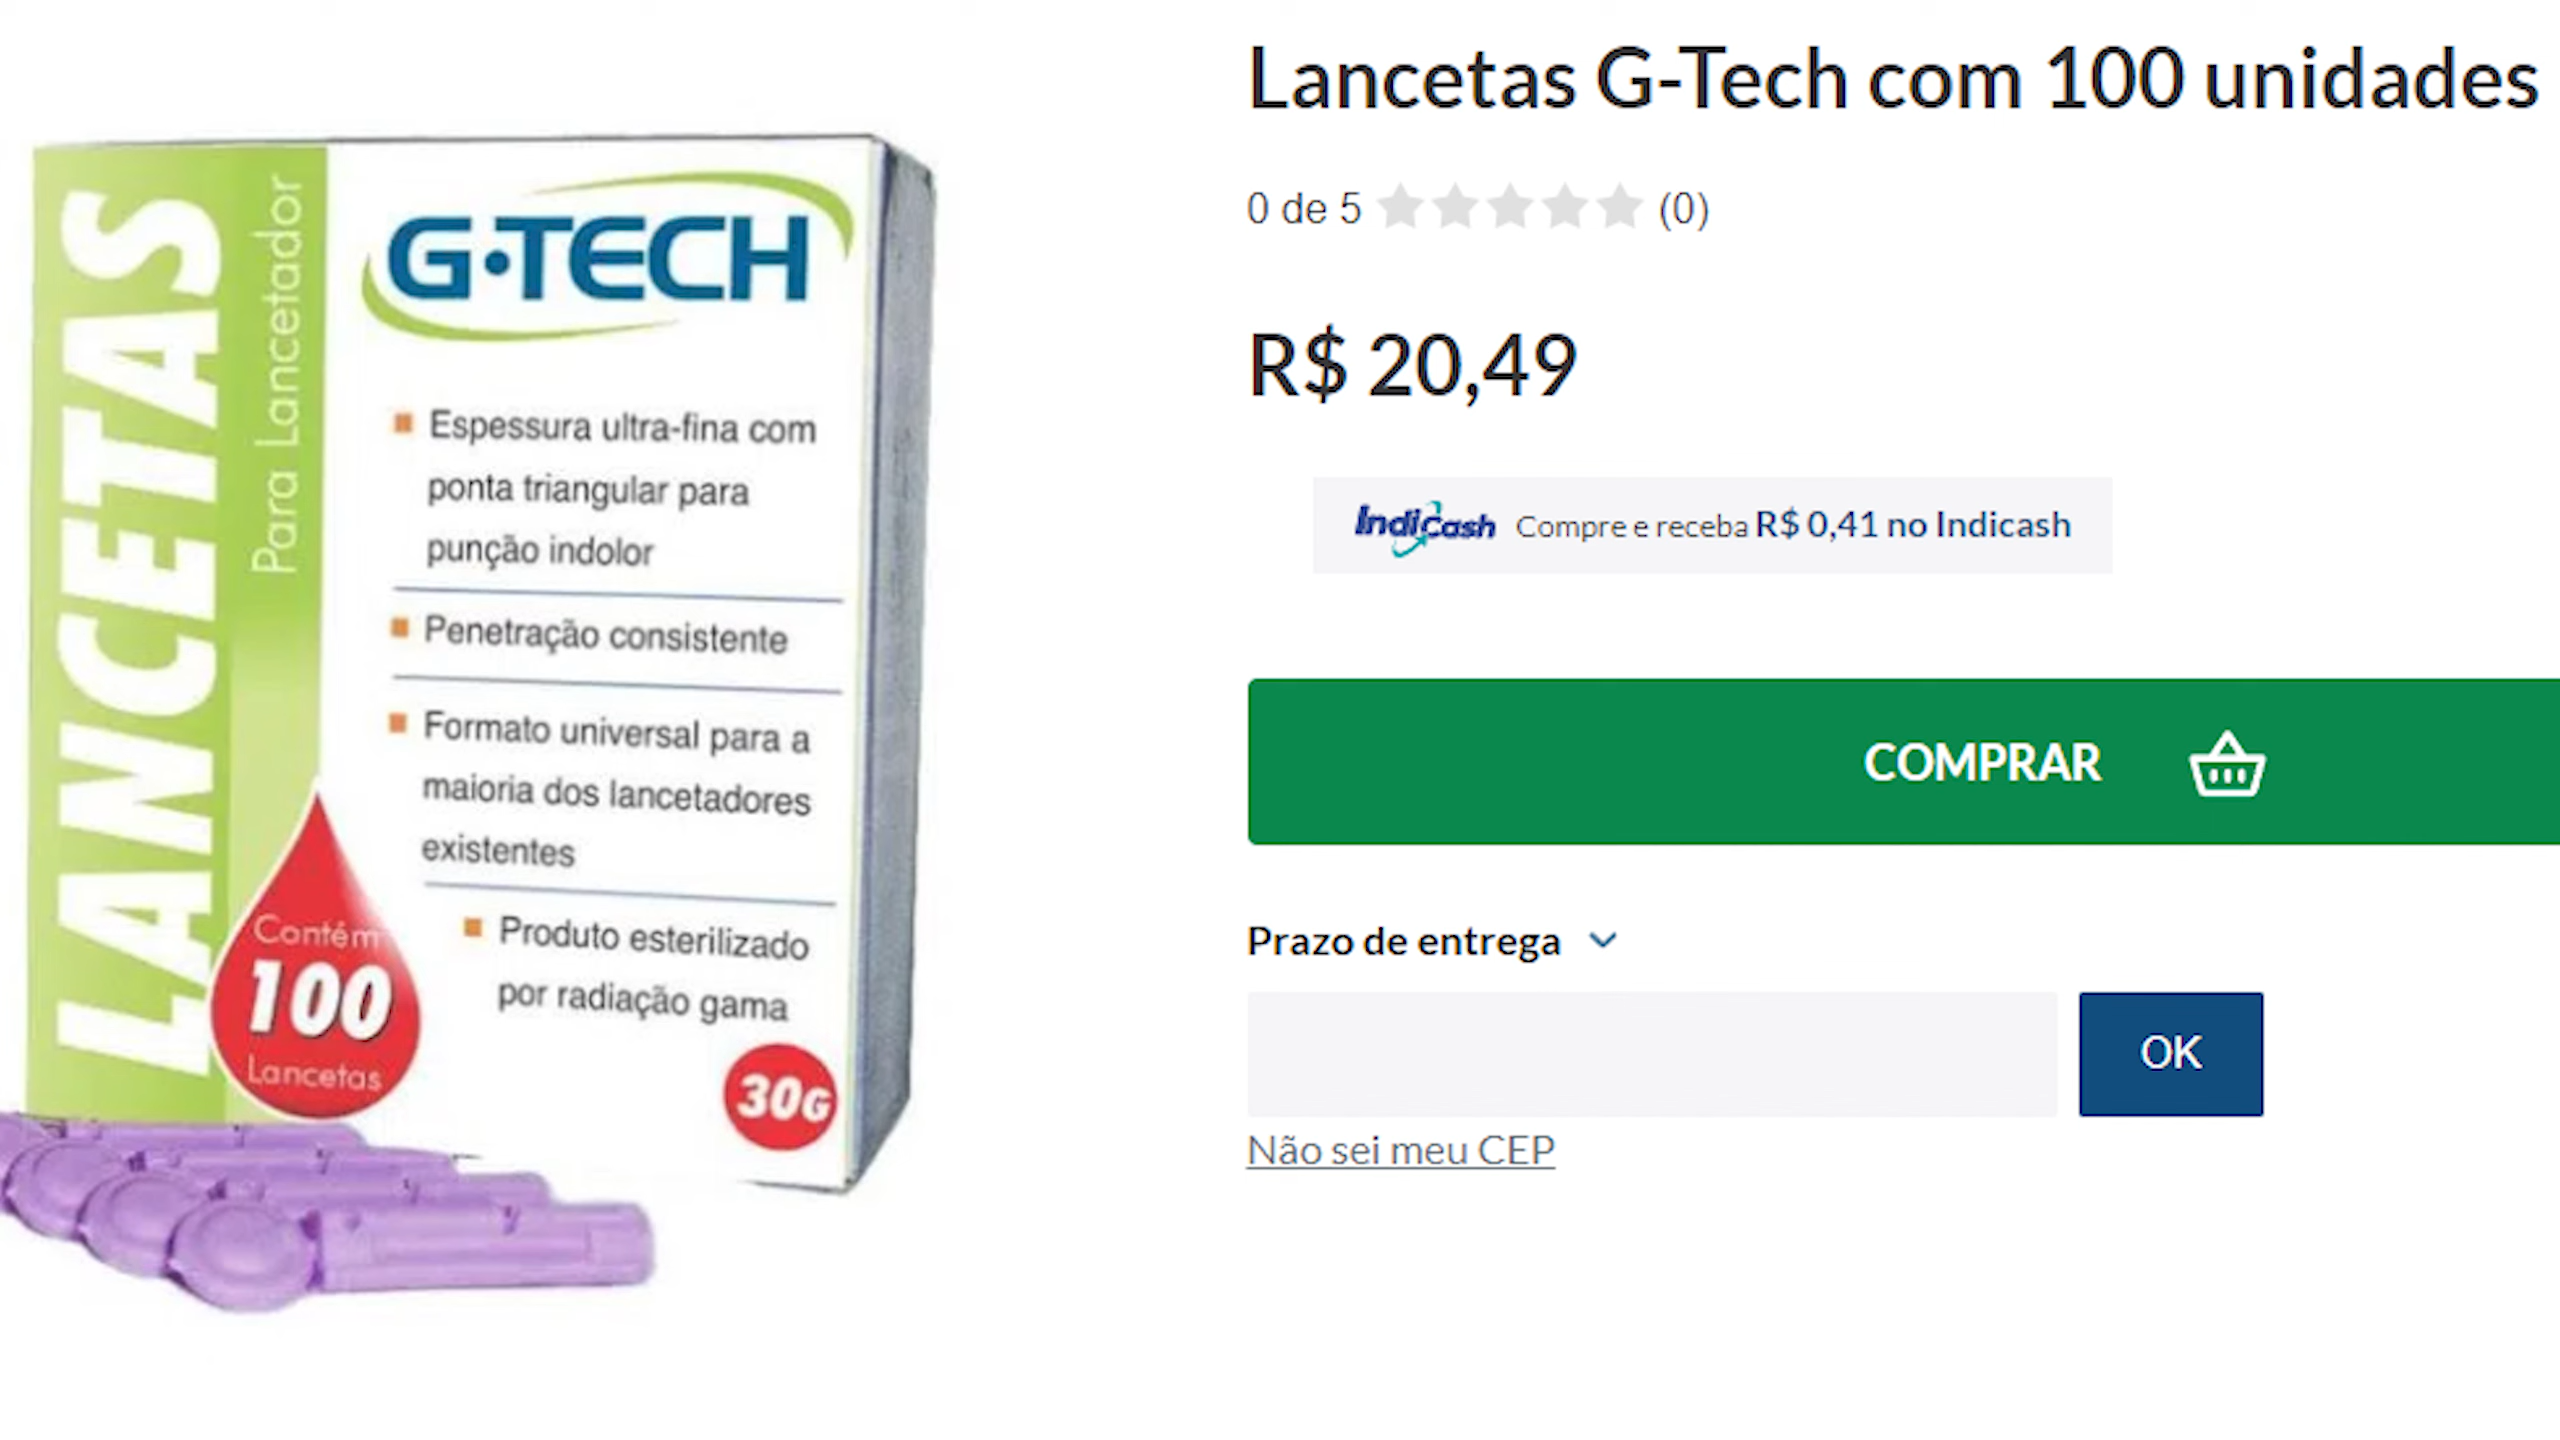 LANCETAS
Para Lancetador
G·TECH
Espessura ultra-fina com
ponta triangular para
punção indolor
Penetração consistente
Formato universal para a
maioria dos lancetadores
existentes
Produto esterilizado
por radiação gama
Contém
100
Lancetas
30G
Lancetas G-Tech com 100 unidades
0 de 5 (0)
R$ 20,49
IndiCash Compre e receba R$ 0,41 no Indicash
COMPRAR
Prazo de entrega
OK
Não sei meu CEP